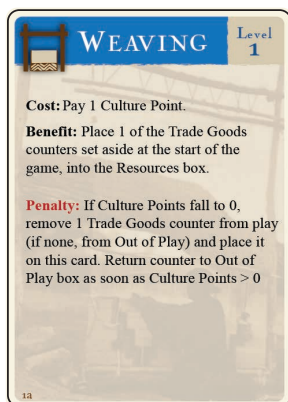 WEAVING
Level
1
Cost: Pay 1 Culture Point.
Benefit: Place 1 of the Trade Goods
counters set aside at the start of the
game, into the Resources box.
Penalty: If Culture Points fall to 0,
remove 1 Trade Goods counter from play
(if none, from Out of Play) and place it
on this card. Return counter to Out of
Play box as soon as Culture Points > 0
1a